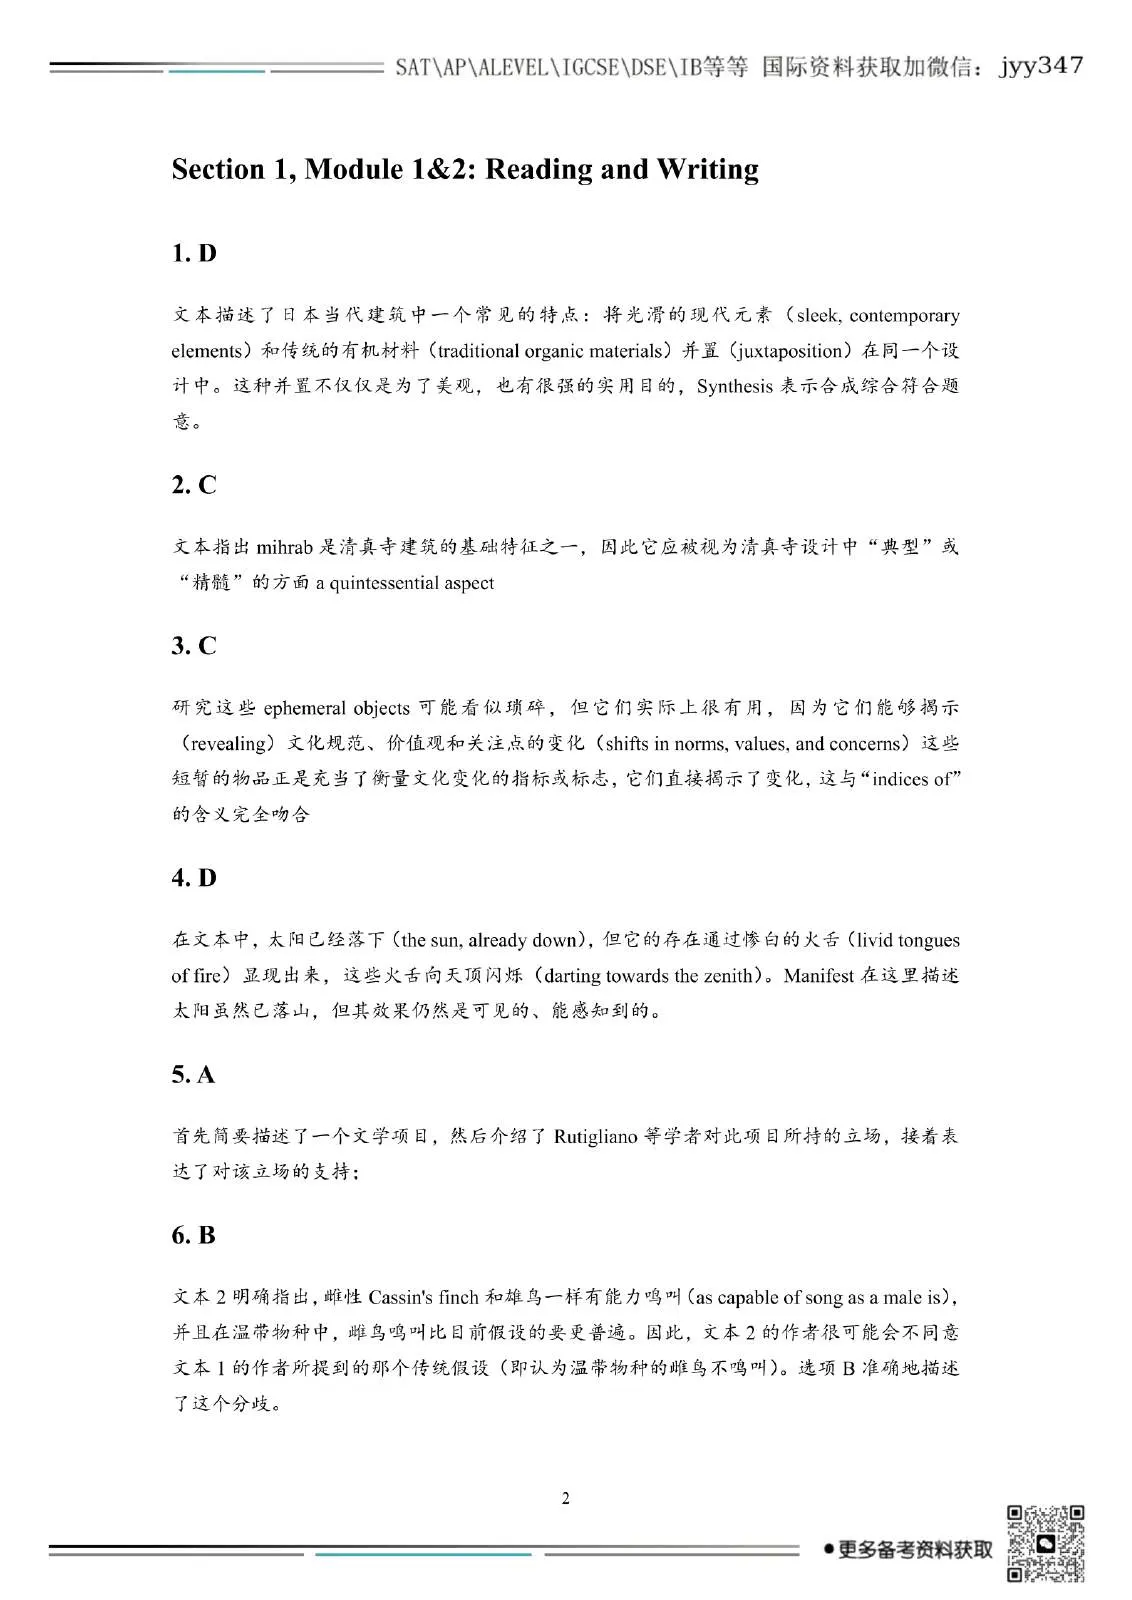 SAT\AP\ALEVEL\IGCSE\DSE\IB等等 国际资料获取加微信：jyy347
Section 1, Module 1&2: Reading and Writing
1. D
文本描述了日本当代建筑中一个常见的特点：将光滑的现代元素（sleek, contemporary
elements）和传统的有机材料（traditional organic materials）并置（juxtaposition）在同一个设
计中。这种并置不仅仅是为了美观，也有很强的实用目的，Synthesis 表示合成综合符合题
意。
2. C
文本指出 mihrab 是清真寺建筑的基础特征之一，因此它应被视为清真寺设计中“典型”或
“精髓”的方面 a quintessential aspect
3. C
研究这些 ephemeral objects 可能看似琐碎，但它们实际上很有用，因为它们能够揭示
（revealing）文化规范、价值观和关注点的变化（shifts in norms, values, and concerns）这些
短暂的物品正是充当了衡量文化变化的指标或标志，它们直接揭示了变化，这与“indices of”
的含义完全吻合
4. D
在文本中，太阳已经落下（the sun, already down），但它的存在通过惨白的火舌（livid tongues
of fire）显现出来，这些火舌向天顶闪烁（darting towards the zenith）。Manifest 在这里描述
太阳虽然已落山，但其效果仍然是可见的、能感知到的。
5. A
首先简要描述了一个文学项目，然后介绍了 Rutigliano 等学者对此项目所持的立场，接着表
达了对该立场的支持；
6. B
文本 2 明确指出，雌性 Cassin's finch 和雄鸟一样有能力鸣叫（as capable of song as a male is），
并且在温带物种中，雌鸟鸣叫比目前假设的要更普遍。因此，文本 2 的作者很可能会不同意
文本 1 的作者所提到的那个传统假设（即认为温带物种的雌鸟不鸣叫）。选项 B 准确地描述
了这个分歧。
2
●更多备考资料获取